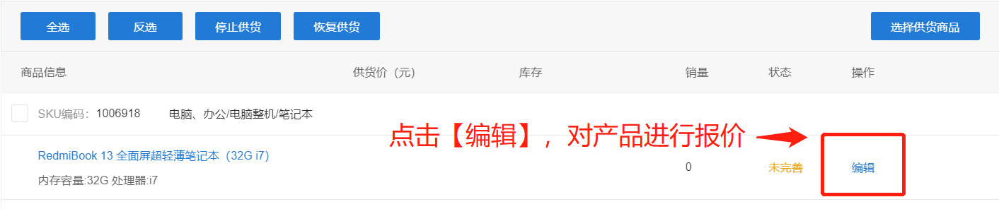 全选 反选 停止供货 恢复供货 选择供货商品
商品信息 供货价（元） 库存 销量 状态 操作
SKU编码：1006918 电脑、办公/电脑整机/笔记本
点击【编辑】，对产品进行报价
RedmiBook 13 全面屏超轻薄笔记本（32G i7）
0 未完善 编辑
内存容量:32G 处理器:i7